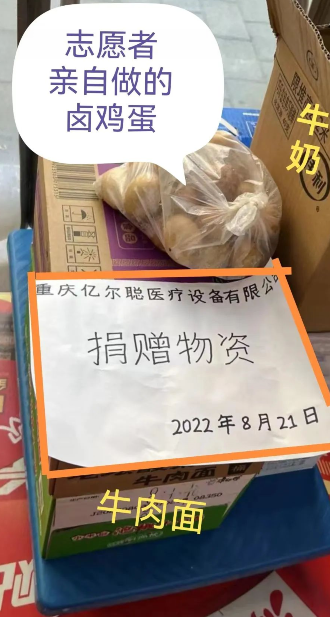 志愿者
亲自做的
卤鸡蛋
牛
奶
重庆亿尔聪医疗设备有限公
捐赠物资
2022年8月21日
牛肉面
牛肉面